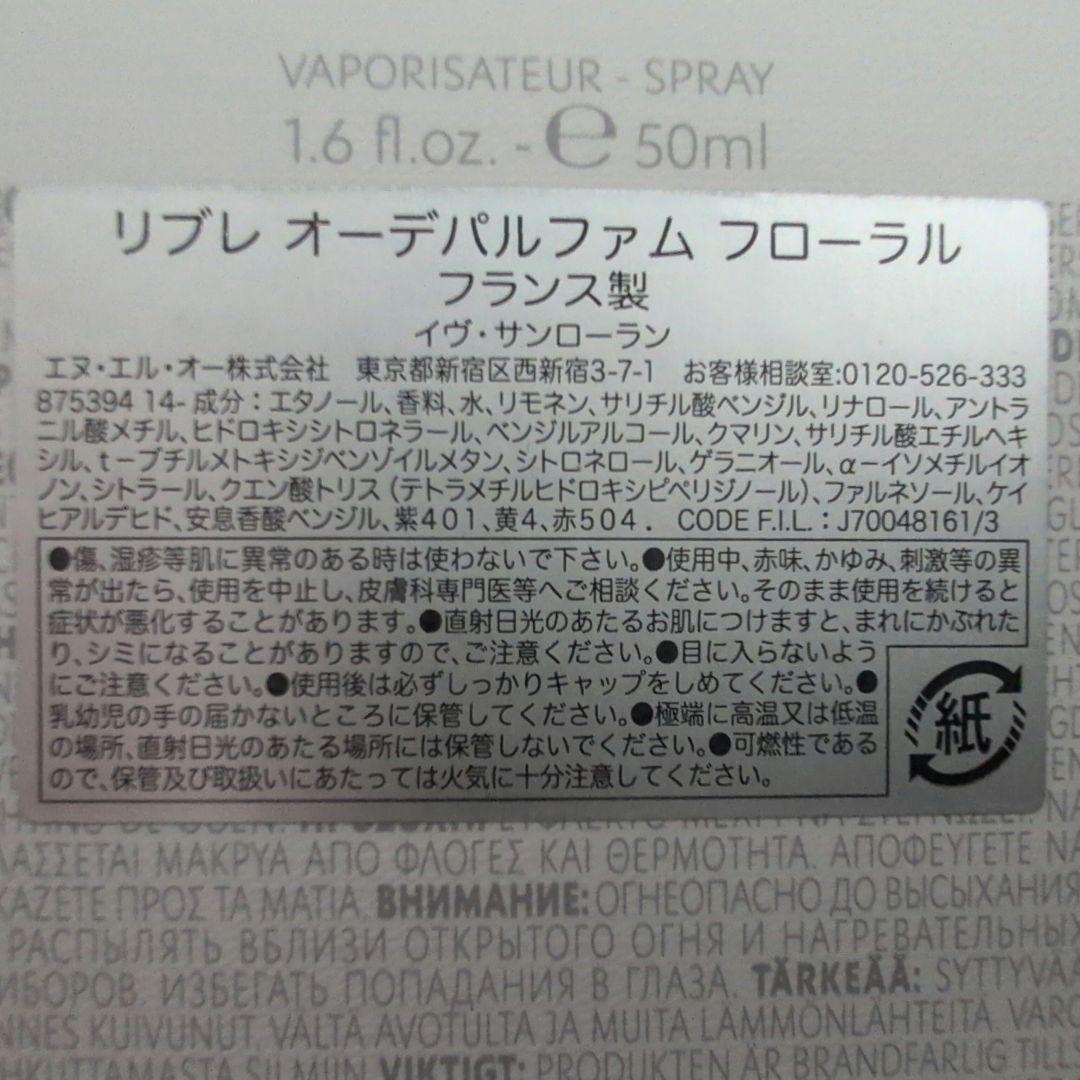 VAPORISATEUR - SPRAY
1.6 fl.oz. - ℮ 50ml
リブレ オーデパルファム フローラル
フランス製
イヴ・サンローラン
エヌ・エル・オー株式会社 東京都新宿区西新宿3-7-1 お客様相談室:0120-526-333
875394 14- 成分：エタノール、香料、水、リモネン、サリチル酸ベンジル、リナロール、アントラ
ニル酸メチル、ヒドロキシシトロネラール、ベンジルアルコール、クマリン、サリチル酸エチルヘキ
シル、t－ブチルメトキシジベンゾイルメタン、シトロネロール、ゲラニオール、α－イソメチルイオ
ノン、シトラール、クエン酸トリス（テトラメチルヒドロキシピペリジノール）、ファルネソール、ケイ
ヒアルデヒド、安息香酸ベンジル、紫401、黄4、赤504． CODE F.I.L. : J70048161/3
●傷、湿疹等肌に異常のある時は使わないで下さい。●使用中、赤味、かゆみ、刺激等の異
常が出たら、使用を中止し、皮膚科専門医等へご相談ください。そのまま使用を続けると
症状が悪化することがあります。●直射日光のあたるお肌につけますと、まれにかぶれた
り、シミになることがありますので、ご注意ください。●目に入らないよう
にご注意ください。●使用後は必ずしっかりキャップをしめてください。●
乳幼児の手の届かないところに保管してください。●極端に高温又は低温
の場所、直射日光のあたる場所には保管しないでください。●可燃性である
ので、保管及び取扱いにあたっては火気に十分注意してください。
紙
ΛΑΣΣΕΤΑΙ ΜΑΚΡΥΑ ΑΠΟ ΦΛΟΓΕΣ ΚΑΙ ΘΕΡΜΟΤΗΤΑ. ΑΠΟΦΕΥΓΕΤΕ ΝΑ
ΚΑΖΕΤΕ ΠΡΟΣ ΤΑ ΜΑΤΙΑ. ВНИМАНИЕ: ОГНЕОПАСНО ДО ВЫСЫХАНИЯ
РАСПЫЛЯТЬ ВБЛИЗИ ОТКРЫТОГО ОГНЯ И НАГРЕВАТЕЛЬНЫХ
ИБОРОВ. ИЗБЕГАТЬ ПОПАДАНИЯ В ГЛАЗА. TÄRKEÄÄ: SYTTYVÄÄ
NNES KUIVUNUT. VÄLTÄ AVOTULTA JA MUITA LÄMMÖNLÄHTEITÄ. VARO
HKUTTAMASTA SILMIIN. VIKTIGT: PRODUKTEN ÄR BRANDFARLIG TILLS